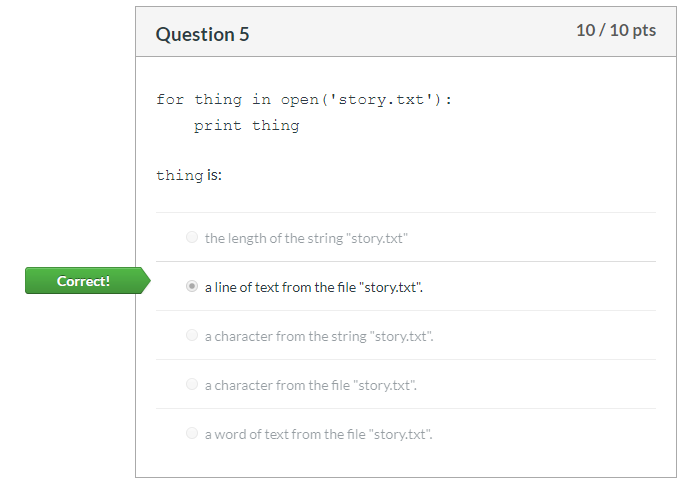 Question 5
10 / 10 pts
for thing in open('story.txt'):
    print thing
thing is:
the length of the string "story.txt"
Correct!
a line of text from the file "story.txt".
a character from the string "story.txt".
a character from the file "story.txt".
a word of text from the file "story.txt".